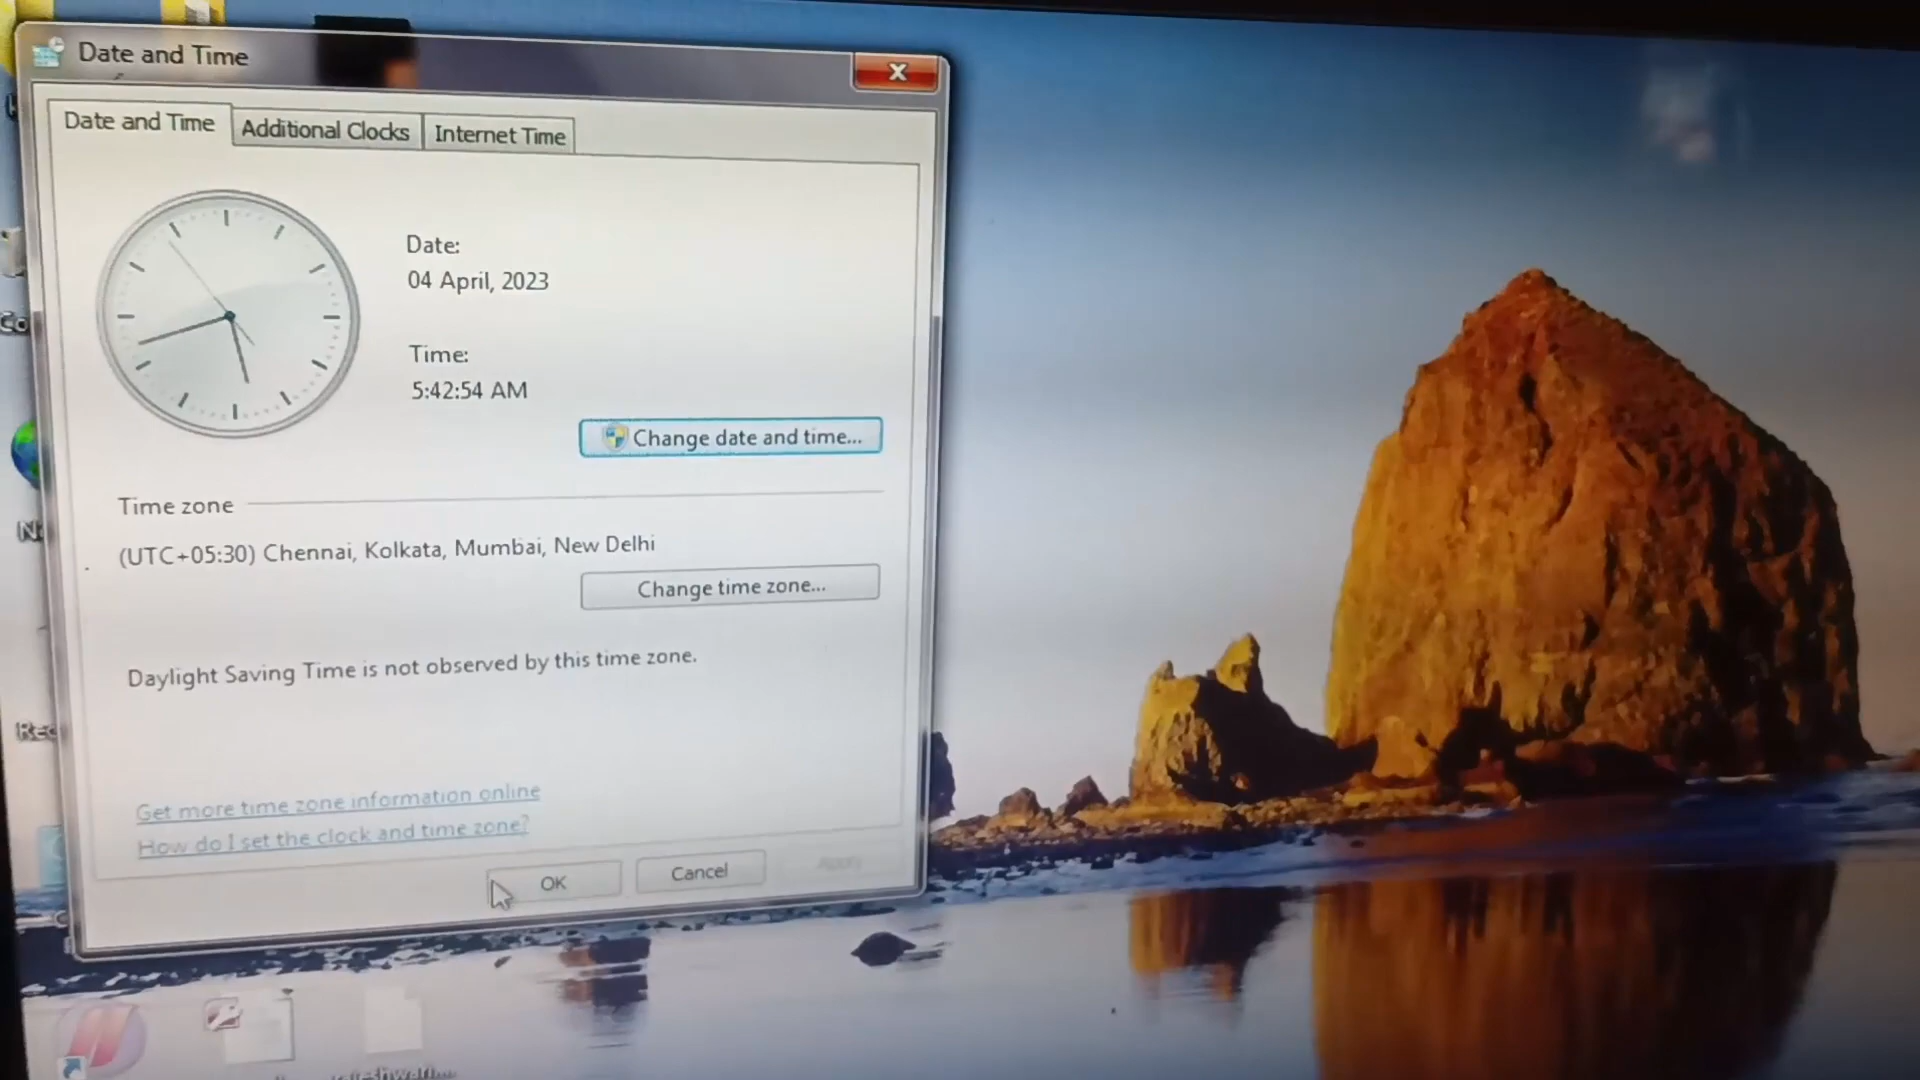 Date and Time
Date and Time
Additional Clocks
Internet Time
Date:
04 April, 2023
Time:
5:42:54 AM
Change date and time...
Time zone
(UTC+05:30) Chennai, Kolkata, Mumbai, New Delhi
Change time zone...
Daylight Saving Time is not observed by this time zone.
Get more time zone information online
How do I set the clock and time zone?
OK
Cancel
Apply